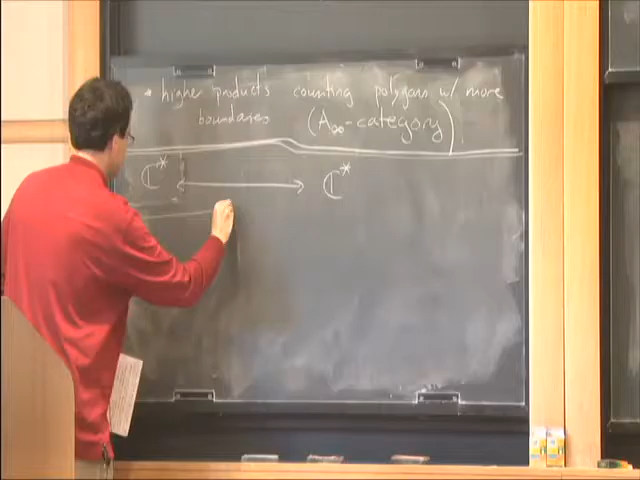 • higher products counting polygons w/ more
boundaries (A∞-category)
ℂ* ⟷ ℂ*